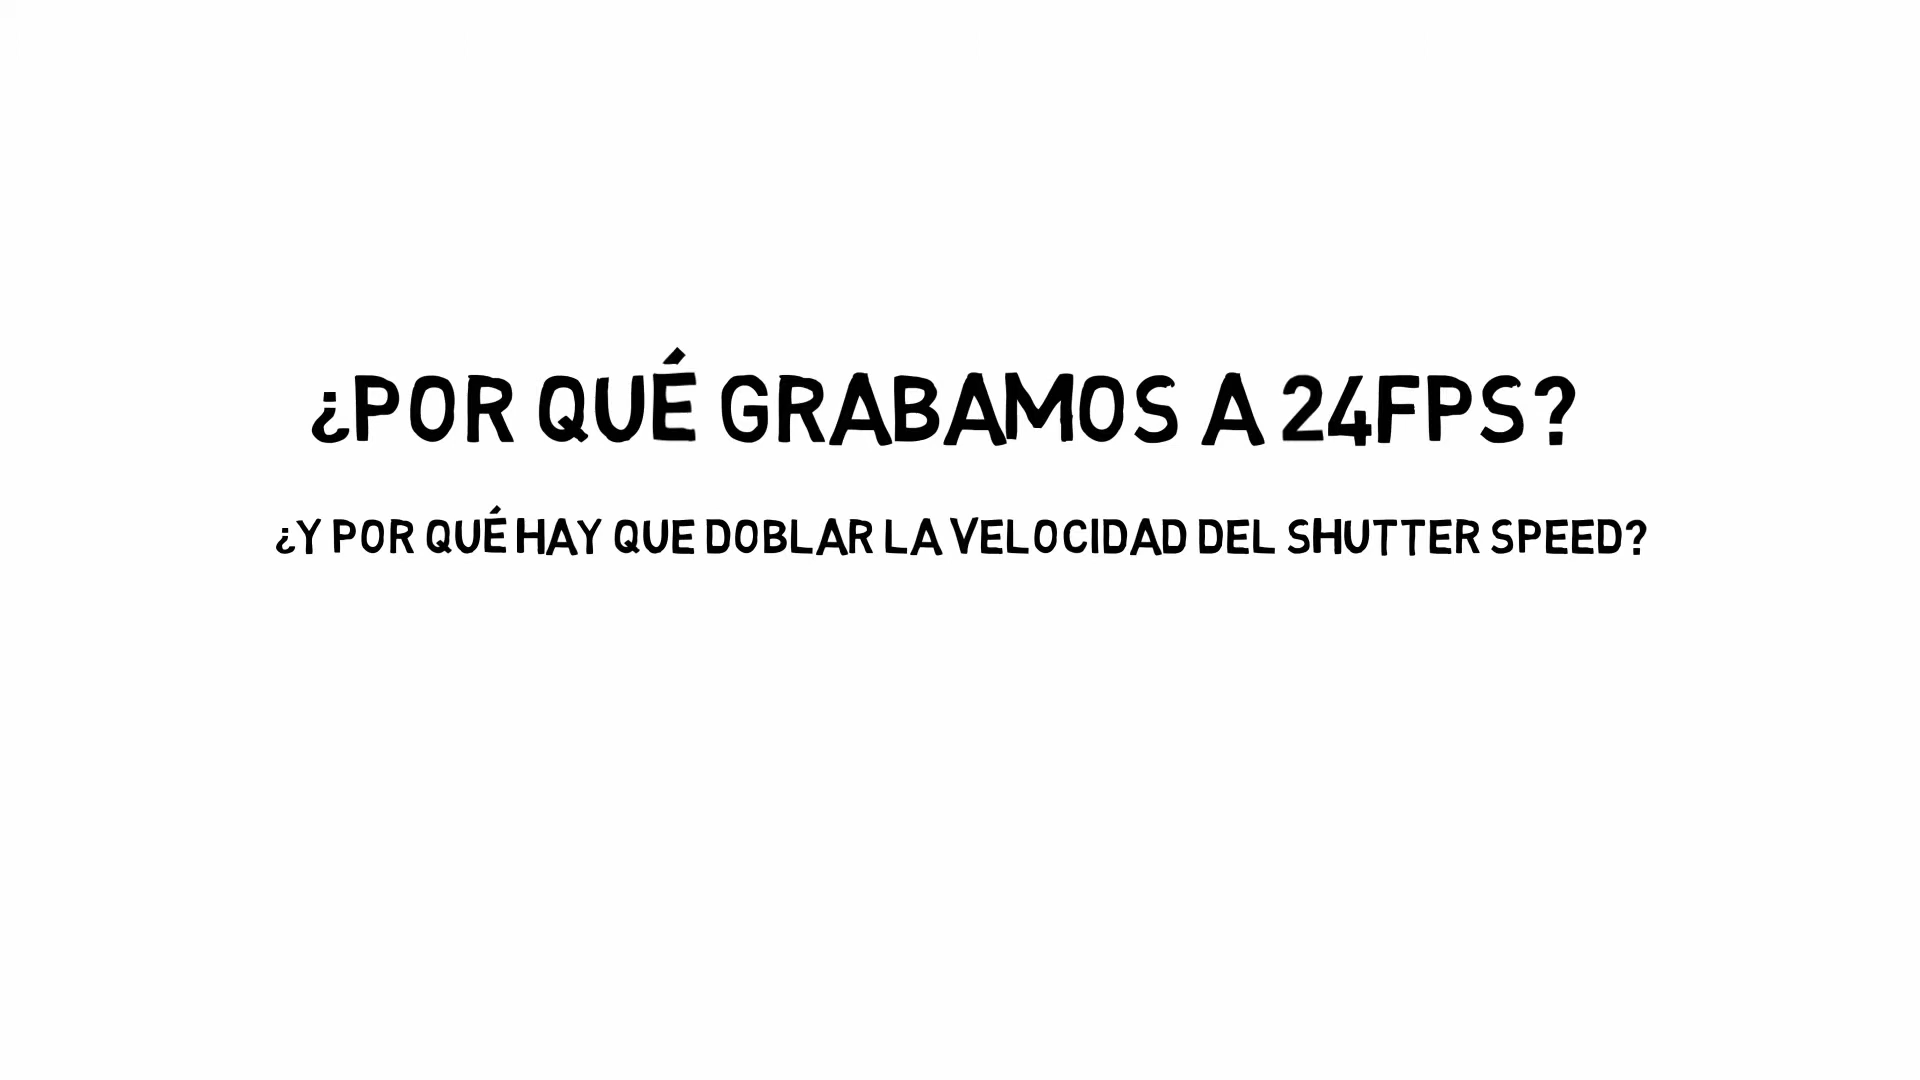 ¿POR QUÉ GRABAMOS A 24FPS?
¿Y POR QUÉ HAY QUE DOBLAR LA VELOCIDAD DEL SHUTTER SPEED?